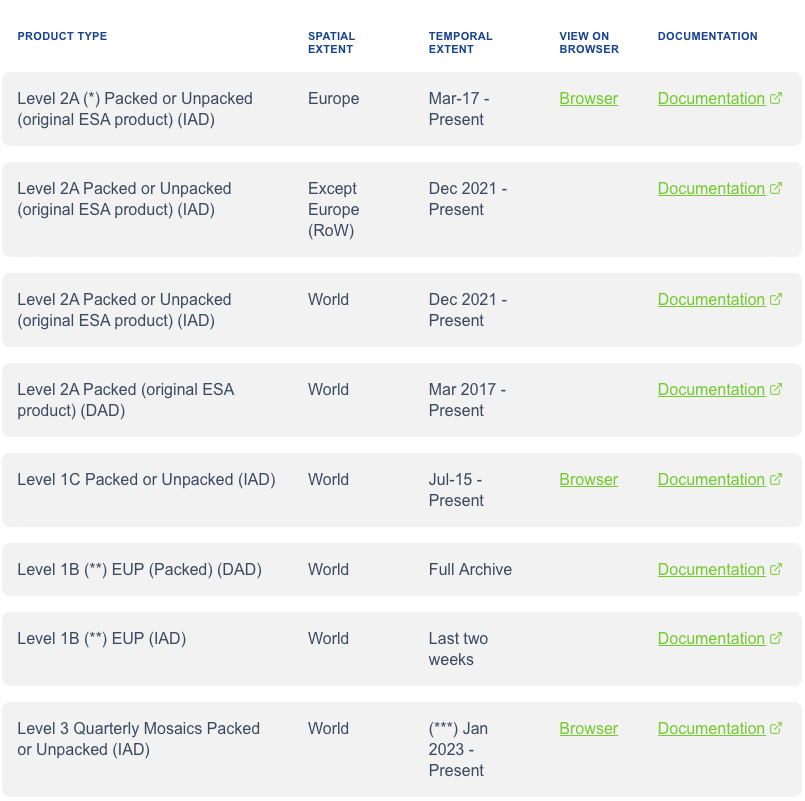 PRODUCT TYPE SPATIAL EXTENT TEMPORAL EXTENT VIEW ON BROWSER DOCUMENTATION
Level 2A (*) Packed or Unpacked (original ESA product) (IAD) Europe Mar-17 - Present Browser Documentation
Level 2A Packed or Unpacked (original ESA product) (IAD) Except Europe (RoW) Dec 2021 - Present Documentation
Level 2A Packed or Unpacked (original ESA product) (IAD) World Dec 2021 - Present Documentation
Level 2A Packed (original ESA product) (DAD) World Mar 2017 - Present Documentation
Level 1C Packed or Unpacked (IAD) World Jul-15 - Present Browser Documentation
Level 1B (**) EUP (Packed) (DAD) World Full Archive Documentation
Level 1B (**) EUP (IAD) World Last two weeks Documentation
Level 3 Quarterly Mosaics Packed or Unpacked (IAD) World (***) Jan 2023 - Present Browser Documentation